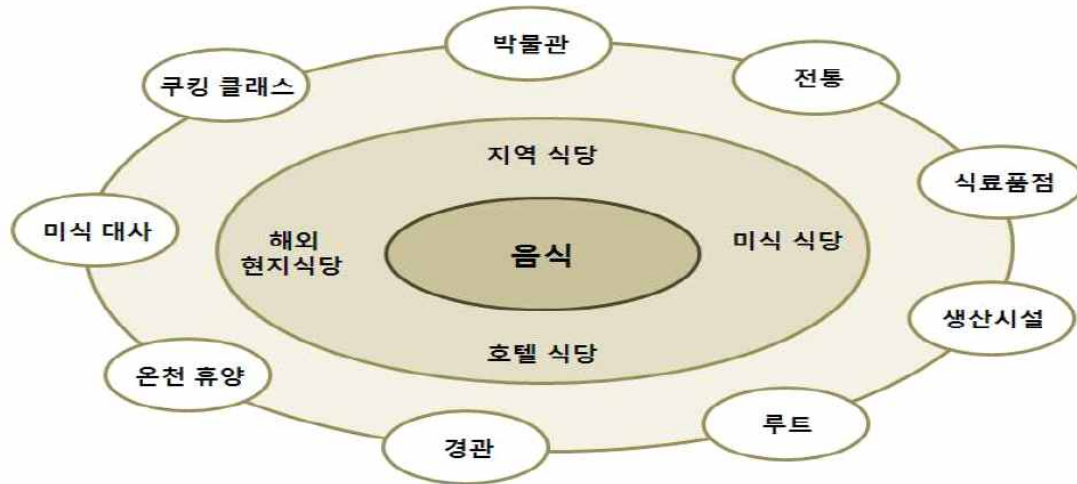 박물관
쿠킹 클래스
전통
지역 식당
식료품점
미식 대사
해외
현지식당
음식
미식 식당
생산시설
호텔 식당
온천 휴양
루트
경관